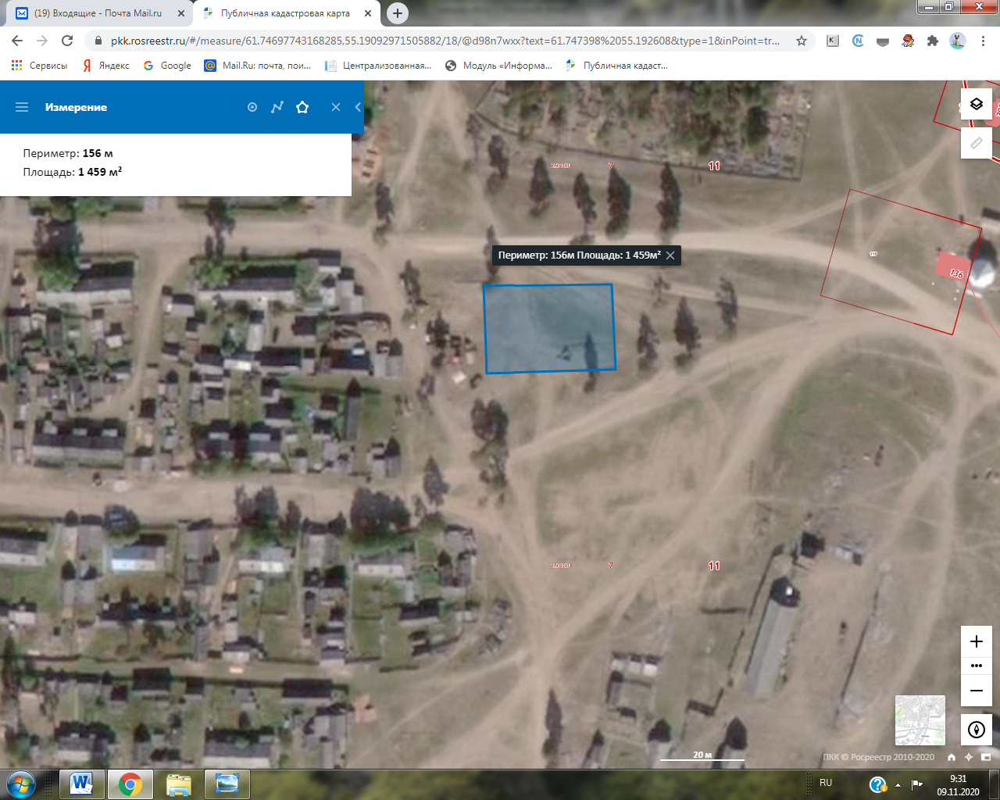 (19) Входящие - Почта Mail.ru
Публичная кадастровая карта
pkk.rosreestr.ru/#/measure/61.74697743168285,55.19092971505882/18/@d98n7wxx?text=61.747398%2055.192608&type=1&inPoint=tr...
Сервисы
Яндекс
Google
Mail.Ru: почта, пои...
Централизованная...
Модуль «Информа...
Публичная кадаст...
Измерение
Периметр: 156 м
Площадь: 1 459 м²
7
11
Периметр: 156м Площадь: 1 459м²
136
7
11
20 м
ПКК © Росреестр 2010-2020
RU
9:31
09.11.2020